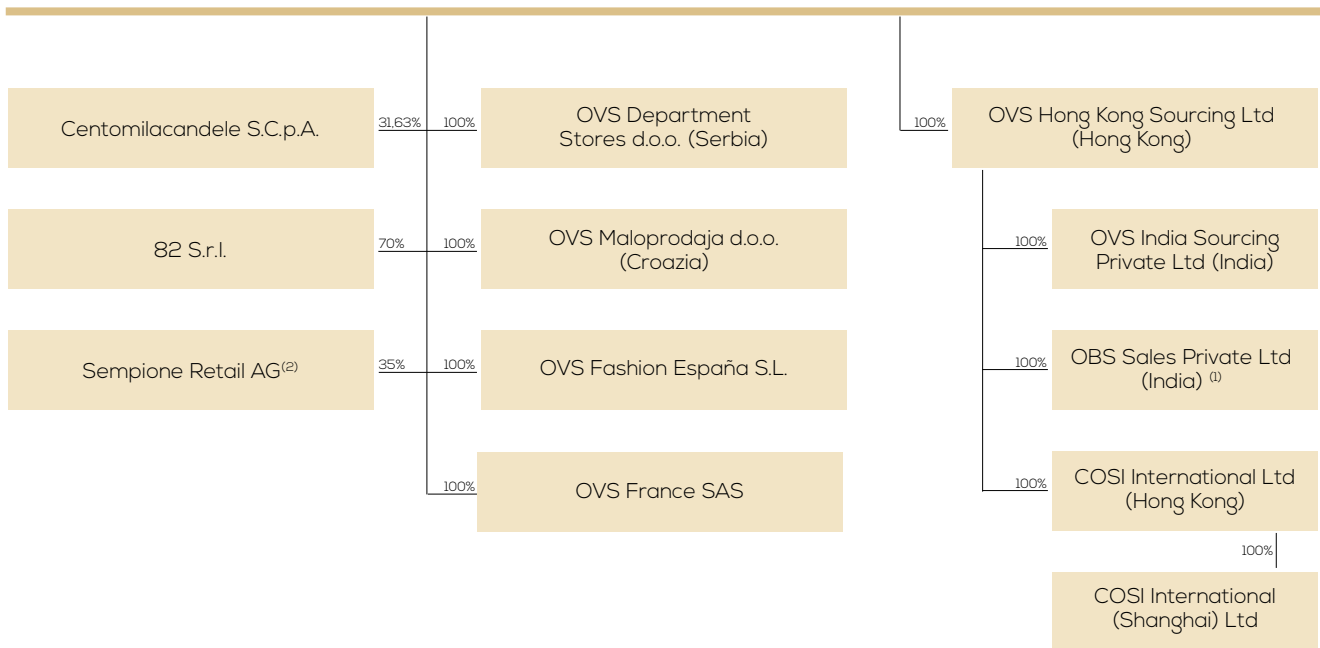 Centomilacandele S.C.p.A.
31,63%
100%
OVS Department
Stores d.o.o. (Serbia)
100%
OVS Hong Kong Sourcing Ltd
(Hong Kong)
82 S.r.l.
70%
100%
OVS Maloprodaja d.o.o.
(Croazia)
100%
OVS India Sourcing
Private Ltd (India)
Sempione Retail AG(2)
35%
100%
OVS Fashion España S.L.
100%
OBS Sales Private Ltd
(India) (1)
100%
OVS France SAS
100%
COSI International Ltd
(Hong Kong)
100%
COSI International
(Shanghai) Ltd